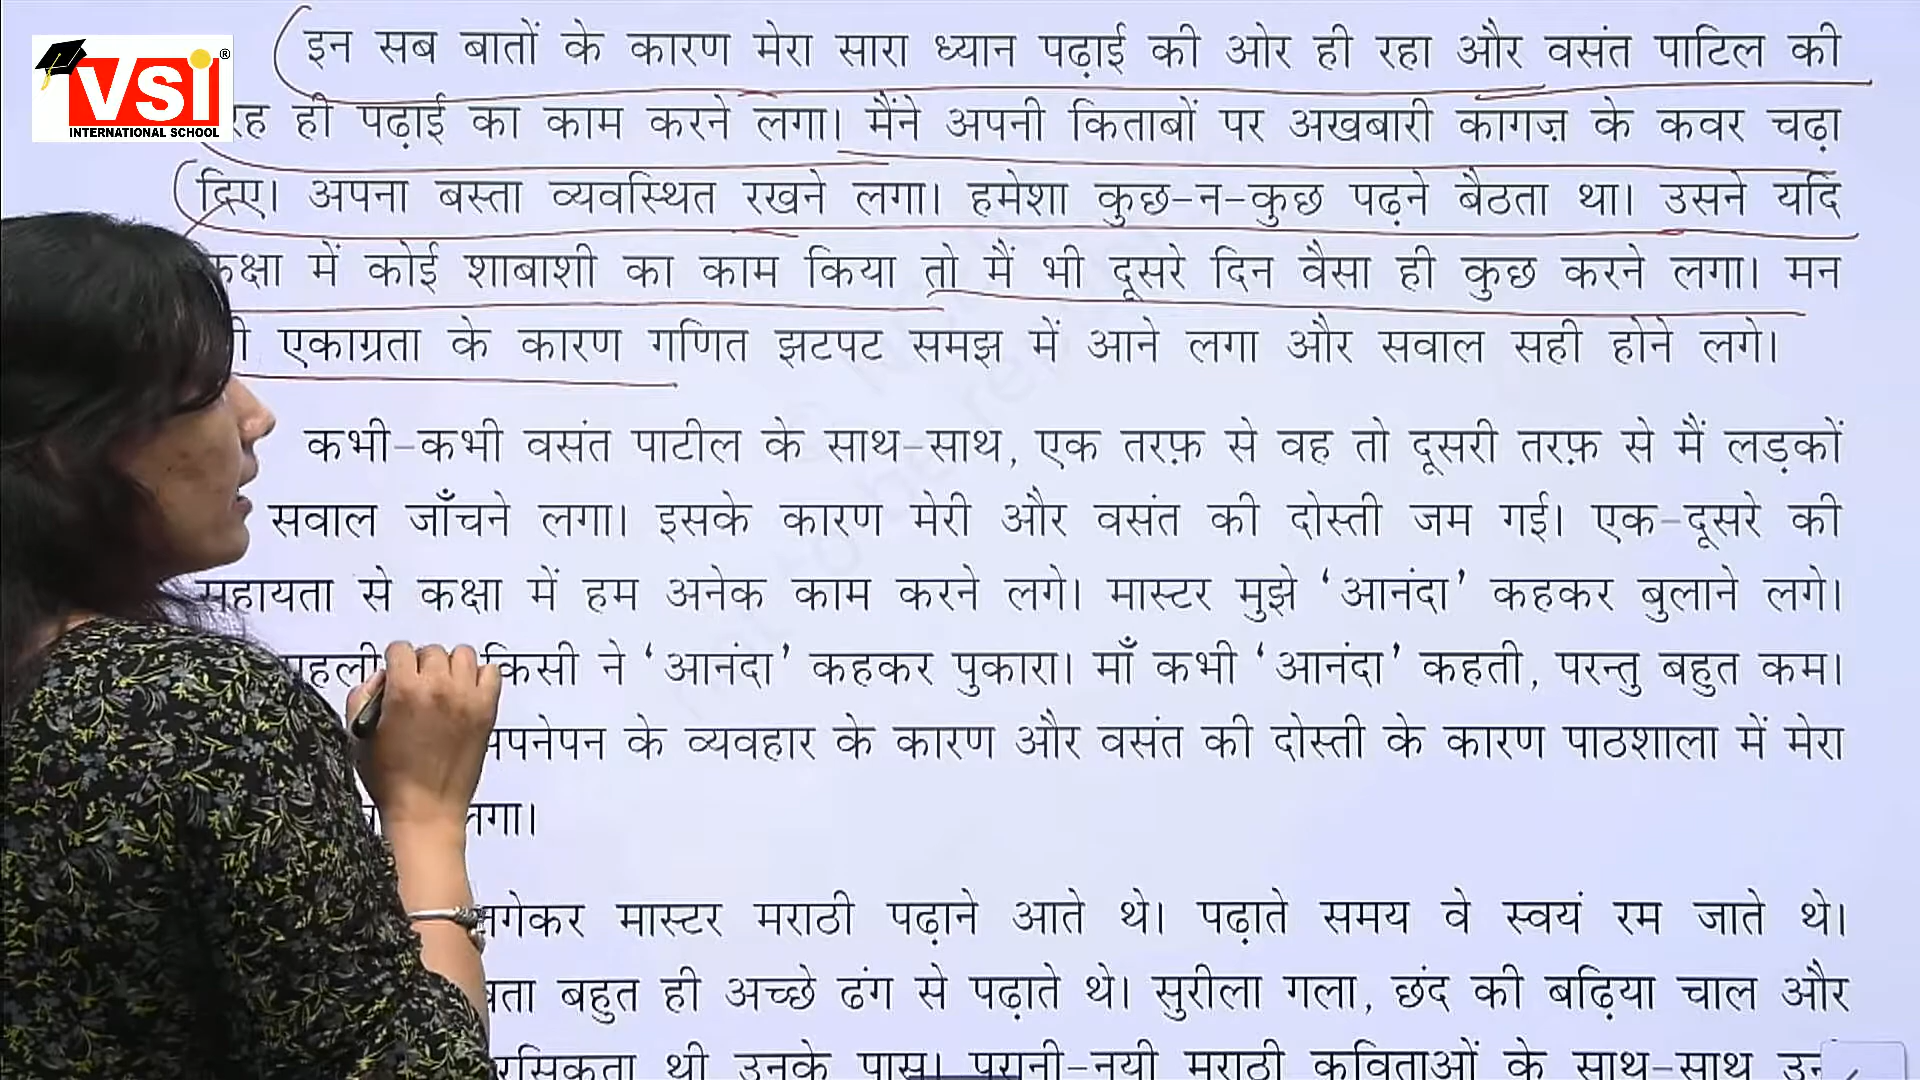 VSI
INTERNATIONAL SCHOOL
इन सब बातों के कारण मेरा सारा ध्यान पढ़ाई की ओर ही रहा और वसंत पाटिल की
ही पढ़ाई का काम करने लगा। मैंने अपनी किताबों पर अखबारी कागज़ के कवर चढ़ा
दिए। अपना बस्ता व्यवस्थित रखने लगा। हमेशा कुछ-न-कुछ पढ़ने बैठता था। उसने यदि
कक्षा में कोई शाबाशी का काम किया तो मैं भी दूसरे दिन वैसा ही कुछ करने लगा। मन
एकाग्रता के कारण गणित झटपट समझ में आने लगा और सवाल सही होने लगे।
कभी-कभी वसंत पाटील के साथ-साथ, एक तरफ़ से वह तो दूसरी तरफ़ से मैं लड़कों
सवाल जाँचने लगा। इसके कारण मेरी और वसंत की दोस्ती जम गई। एक-दूसरे की
सहायता से कक्षा में हम अनेक काम करने लगे। मास्टर मुझे ‘आनंदा’ कहकर बुलाने लगे।
किसी ने ‘आनंदा’ कहकर पुकारा। माँ कभी ‘आनंदा’ कहती, परन्तु बहुत कम।
के व्यवहार के कारण और वसंत की दोस्ती के कारण पाठशाला में मेरा
लगा।
मास्टर मराठी पढ़ाने आते थे। पढ़ाते समय वे स्वयं रम जाते थे।
बहुत ही अच्छे ढंग से पढ़ाते थे। सुरीला गला, छंद की बढ़िया चाल और
रसिकता थी उनके पास। पुरानी-नयी मराठी कविताओं के साथ-साथ